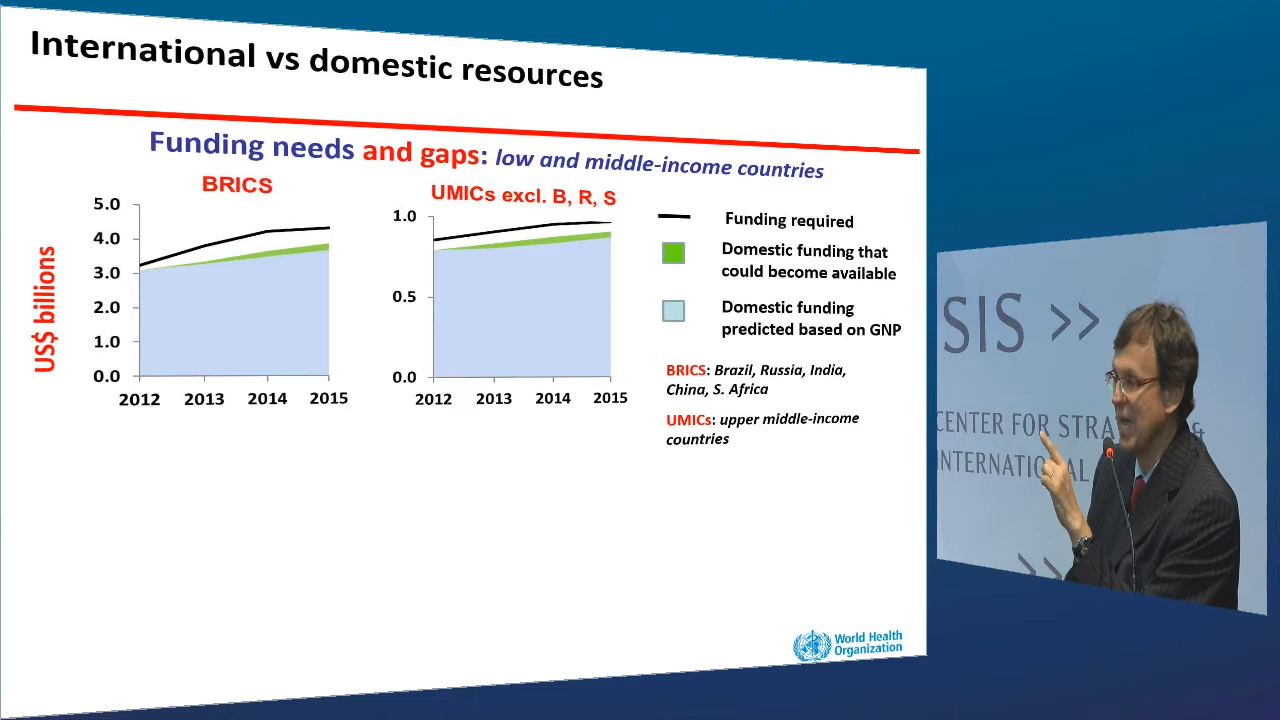 International vs domestic resources
Funding needs and gaps: low and middle-income countries
BRICS
UMICs excl. B, R, S
US$ billions
5.0
4.0
3.0
2.0
1.0
0.0
2012 2013 2014 2015
1.0
0.5
0.0
2012 2013 2014 2015
Funding required
Domestic funding that
could become available
Domestic funding
predicted based on GNP
BRICS: Brazil, Russia, India,
China, S. Africa
UMICs: upper middle-income
countries
World Health
Organization
SIS >>
CENTER FOR STRA &
INTERNATIONAL
>>